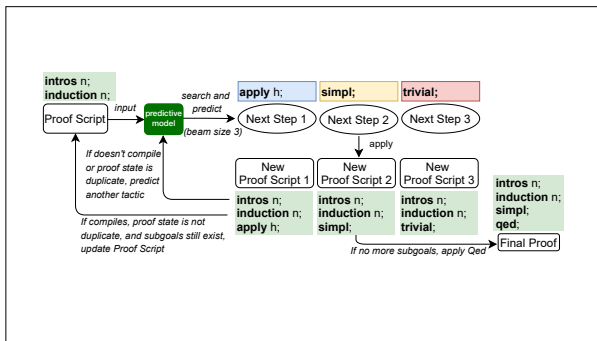 intros n;
induction n;
Proof Script
input
predictive
model
search and
predict
(beam size 3)
apply h;
simpl;
trivial;
Next Step 1
Next Step 2
Next Step 3
apply
If doesn't compile
or proof state is
duplicate, predict
another tactic
New
Proof Script 1
New
Proof Script 2
New
Proof Script 3
intros n;
induction n;
apply h;
intros n;
induction n;
simpl;
intros n;
induction n;
trivial;
If compiles, proof state is not
duplicate, and subgoals still exist,
update Proof Script
If no more subgoals, apply Qed
intros n;
induction n;
simpl;
qed;
Final Proof